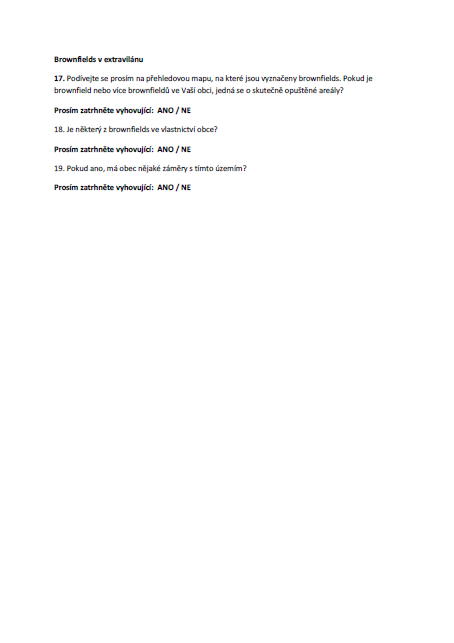 Brownfields v extravilánu
17. Podívejte se prosím na přehledovou mapu, na které jsou vyznačeny brownfields. Pokud je
brownfield nebo více brownfieldů ve Vaší obci, jedná se o skutečně opuštěné areály?
Prosím zatrhněte vyhovující: ANO / NE
18. Je některý z brownfields ve vlastnictví obce?
Prosím zatrhněte vyhovující: ANO / NE
19. Pokud ano, má obec nějaké záměry s tímto územím?
Prosím zatrhněte vyhovující: ANO / NE